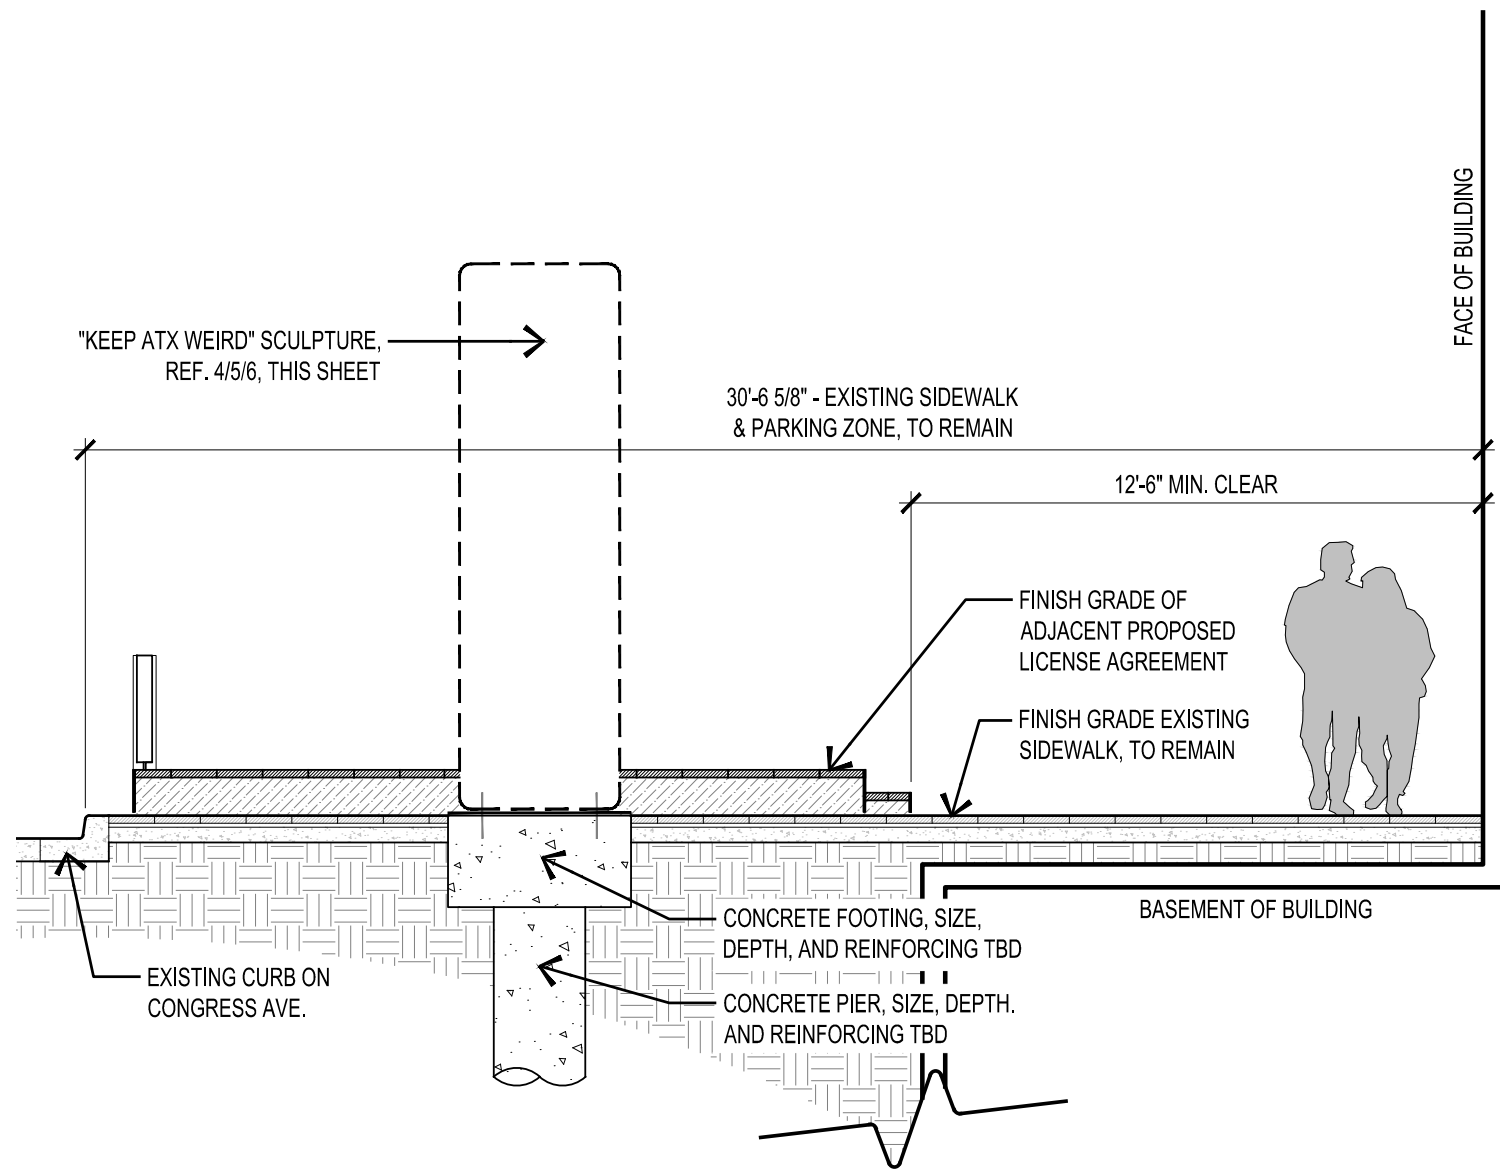 FACE OF BUILDING
"KEEP ATX WEIRD" SCULPTURE,
REF. 4/5/6, THIS SHEET
30'-6 5/8" - EXISTING SIDEWALK
& PARKING ZONE, TO REMAIN
12'-6" MIN. CLEAR
FINISH GRADE OF
ADJACENT PROPOSED
LICENSE AGREEMENT
FINISH GRADE EXISTING
SIDEWALK, TO REMAIN
BASEMENT OF BUILDING
CONCRETE FOOTING, SIZE,
DEPTH, AND REINFORCING TBD
EXISTING CURB ON
CONGRESS AVE.
CONCRETE PIER, SIZE, DEPTH.
AND REINFORCING TBD